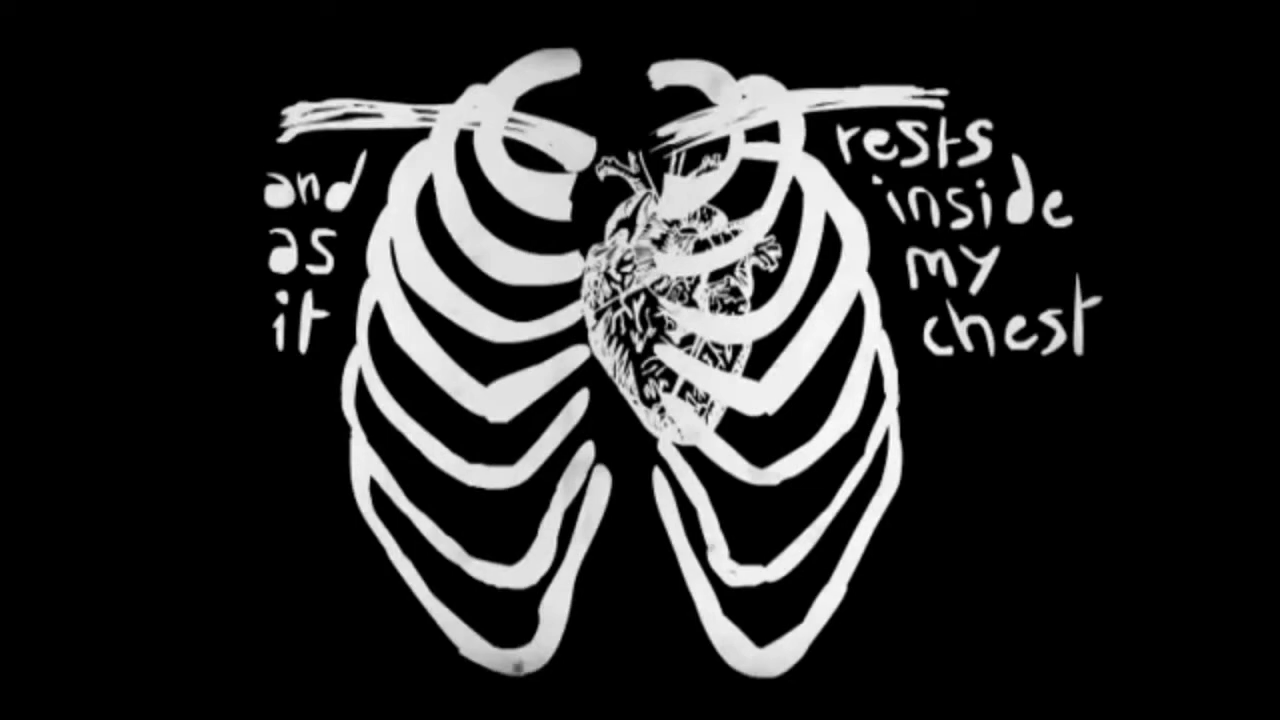 and
as
it
rests
inside
my
chest